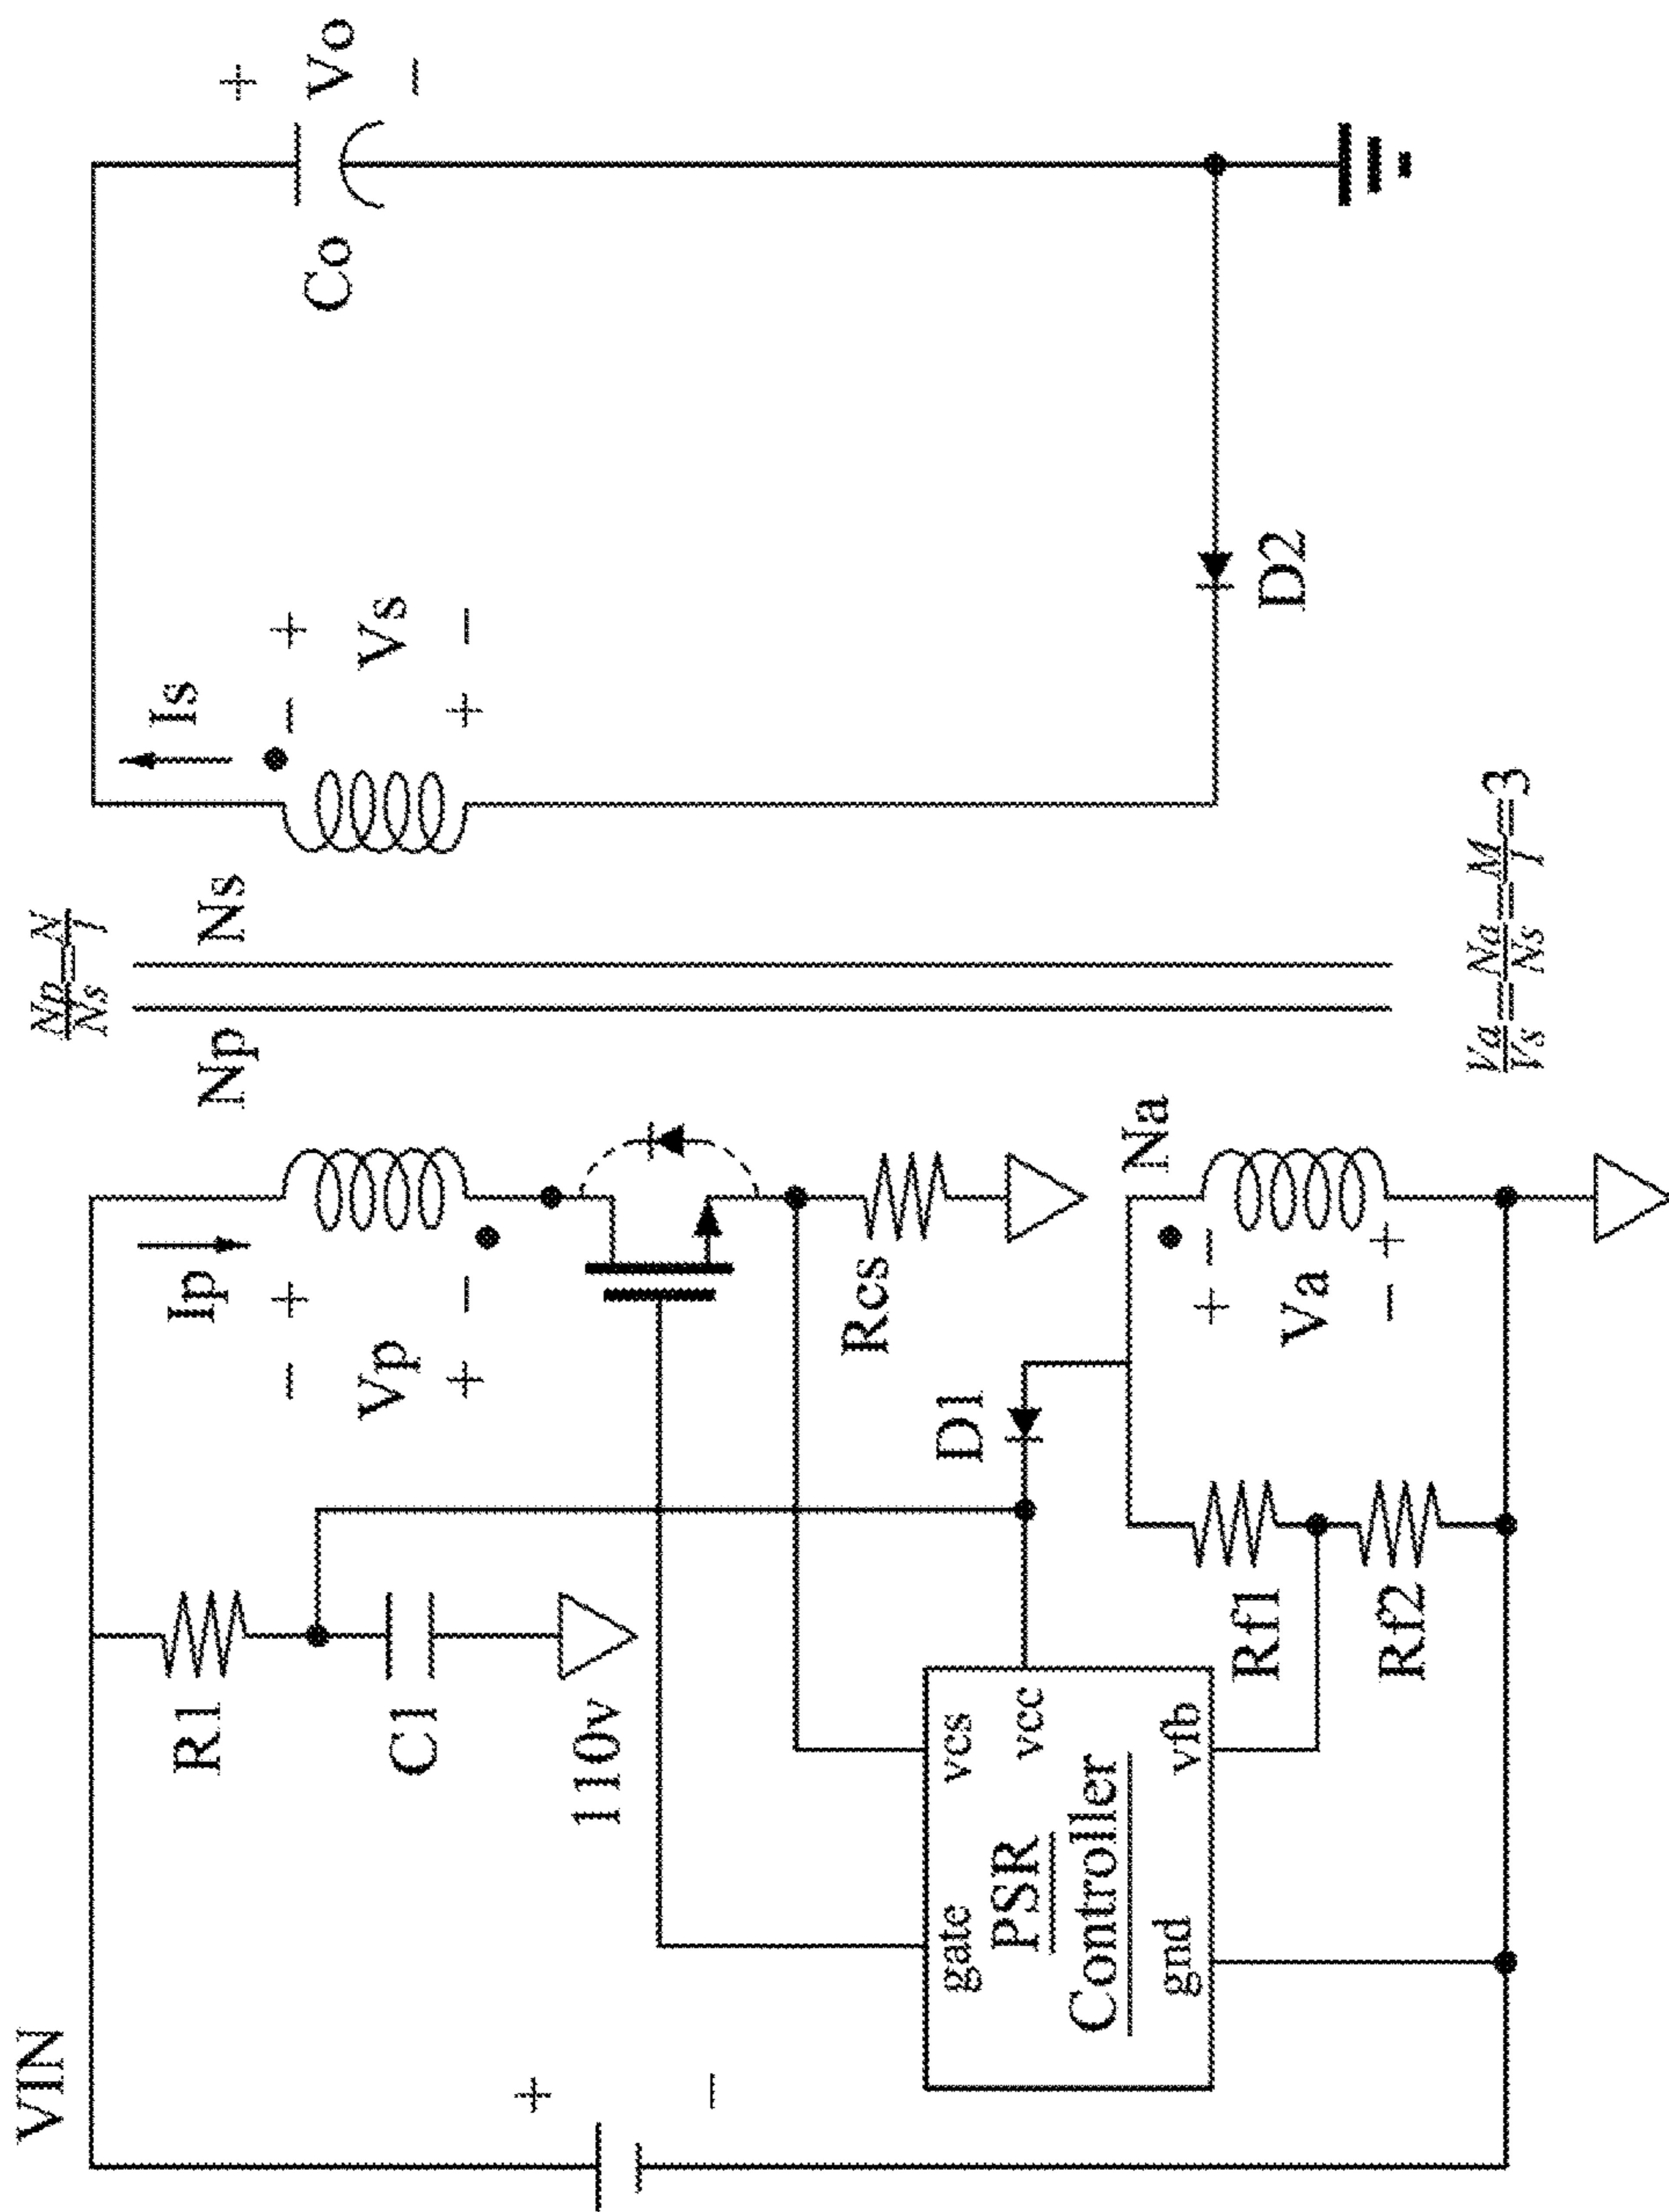 VIN
+
−
R1
C1
110v
gate
vcs
PSR
vcc
Controller
gnd
vfb
Ip
− +
Vp
+ −
Rcs
D1
Rf1
Rf2
Na
+ −
Va
− +
Np/Ns=N/1
Np Ns
Va/Vs=Na/Ns=M/1=3
Is
− +
Vs
+ −
D2
Co
+
Vo
−